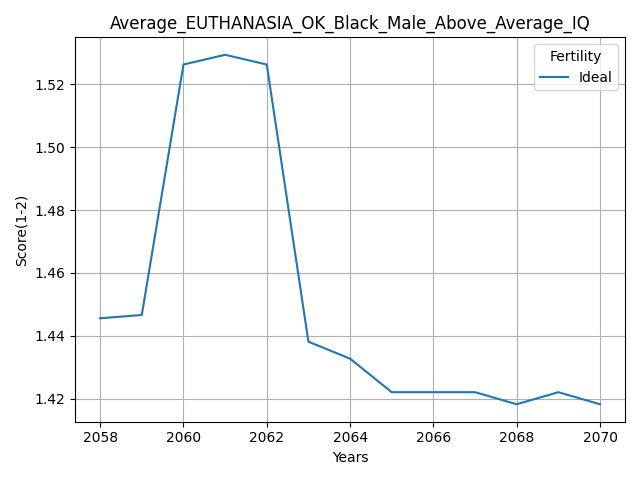 Average_EUTHANASIA_OK_Black_Male_Above_Average_IQ
Fertility
Ideal
Score(1-2)
1.52
1.50
1.48
1.46
1.44
1.42
2058 2060 2062 2064 2066 2068 2070
Years